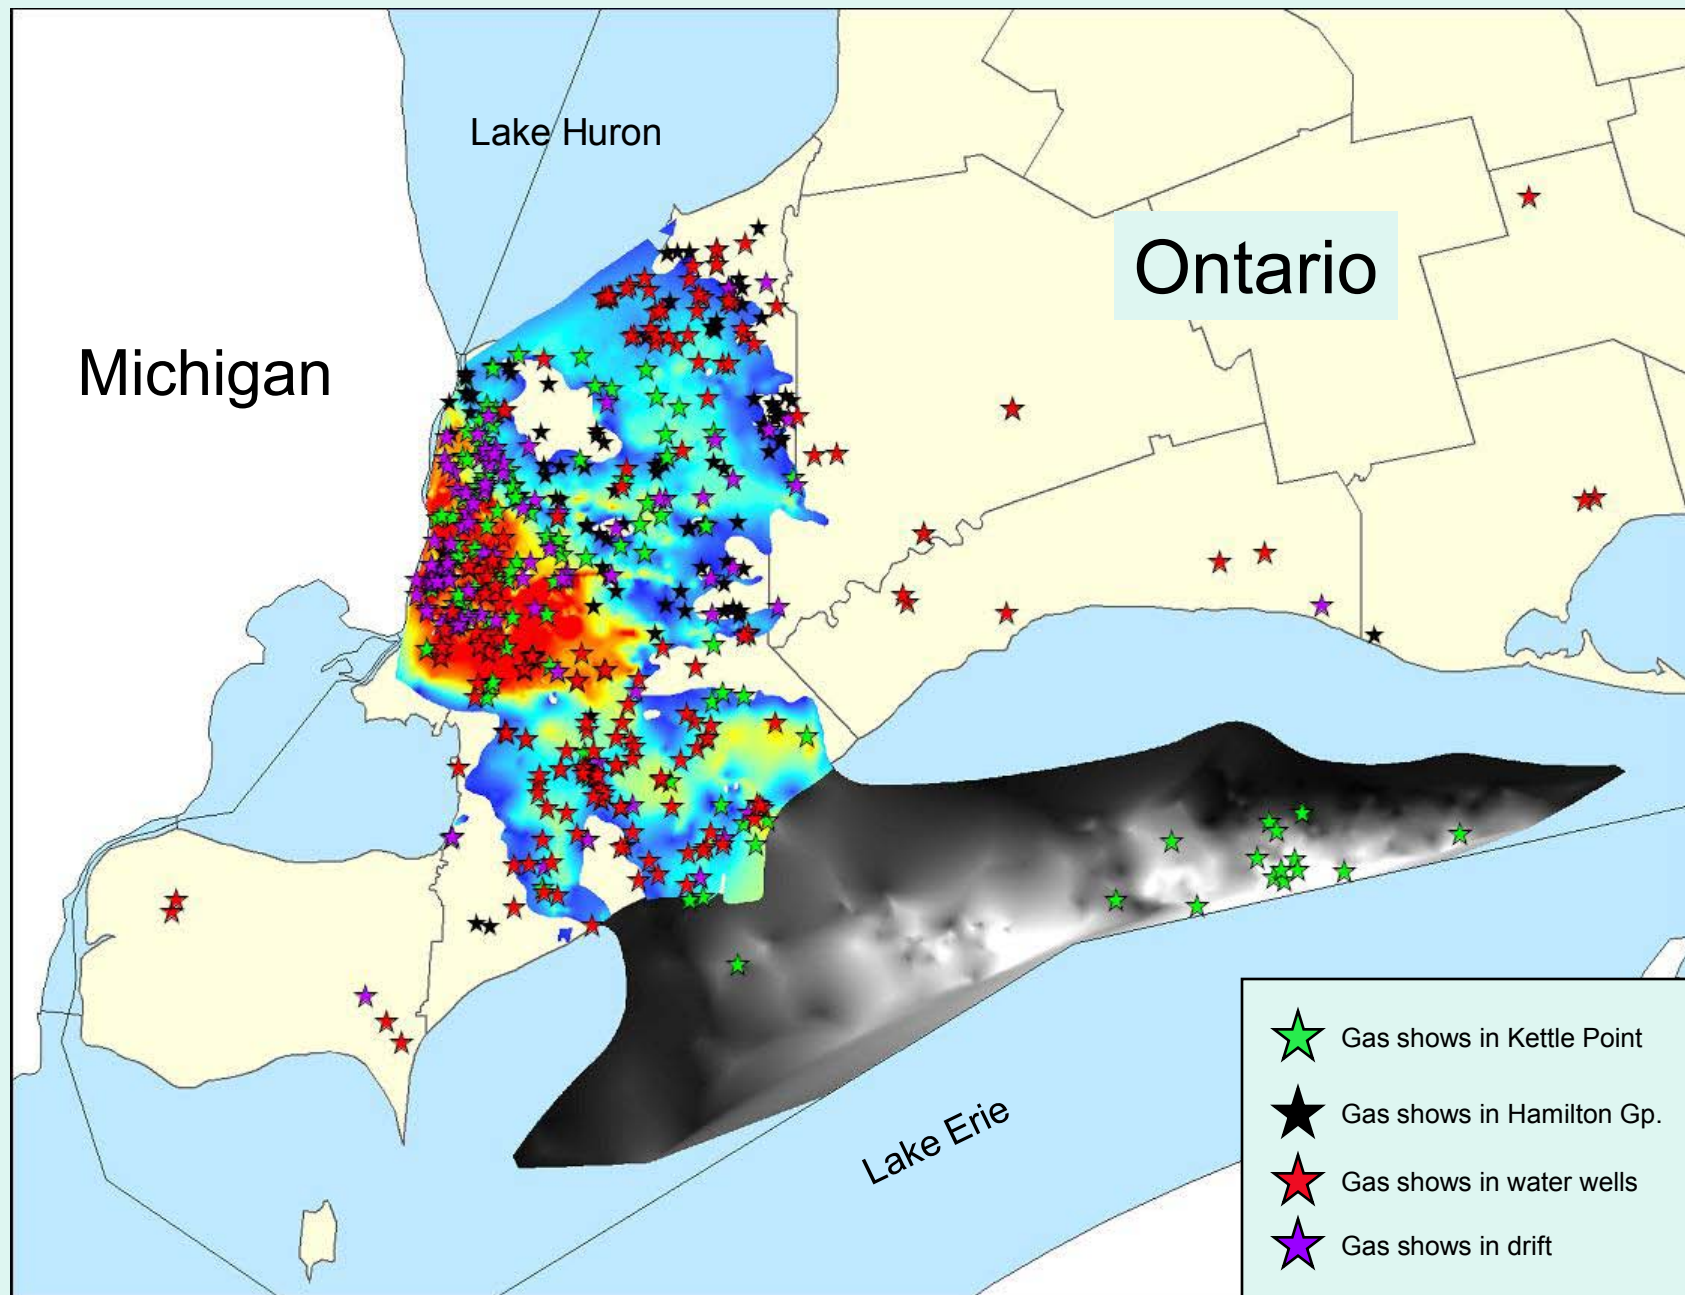 Lake Huron
Ontario
Michigan
Lake Erie
Gas shows in Kettle Point
Gas shows in Hamilton Gp.
Gas shows in water wells
Gas shows in drift